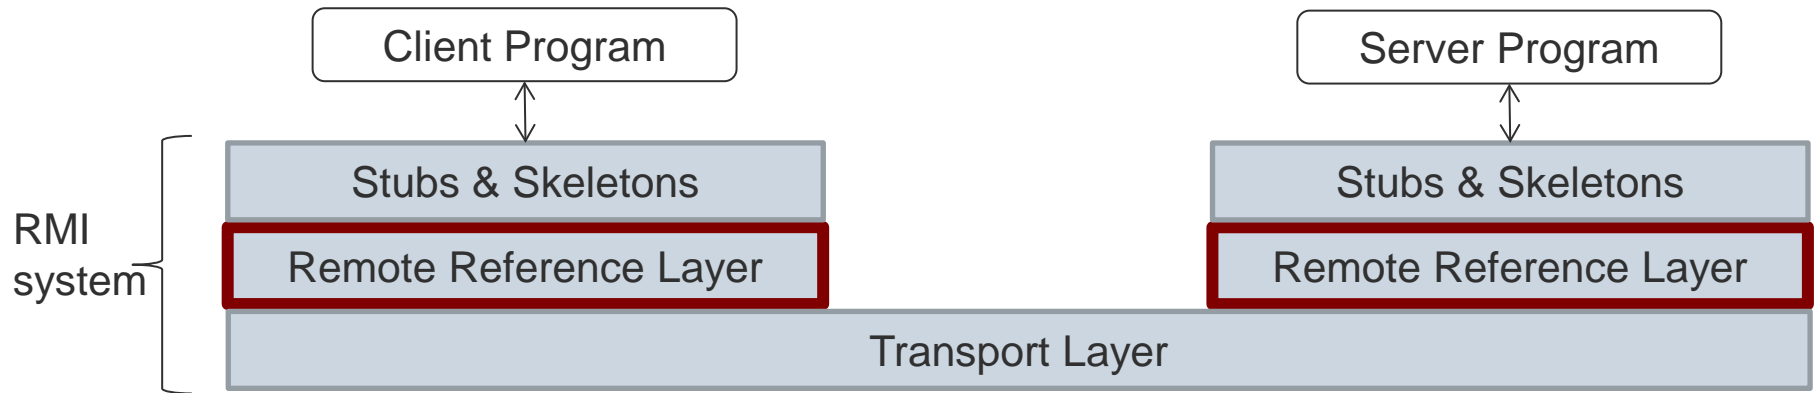 Client Program
Server Program
Stubs & Skeletons
Stubs & Skeletons
RMI
system
Remote Reference Layer
Remote Reference Layer
Transport Layer